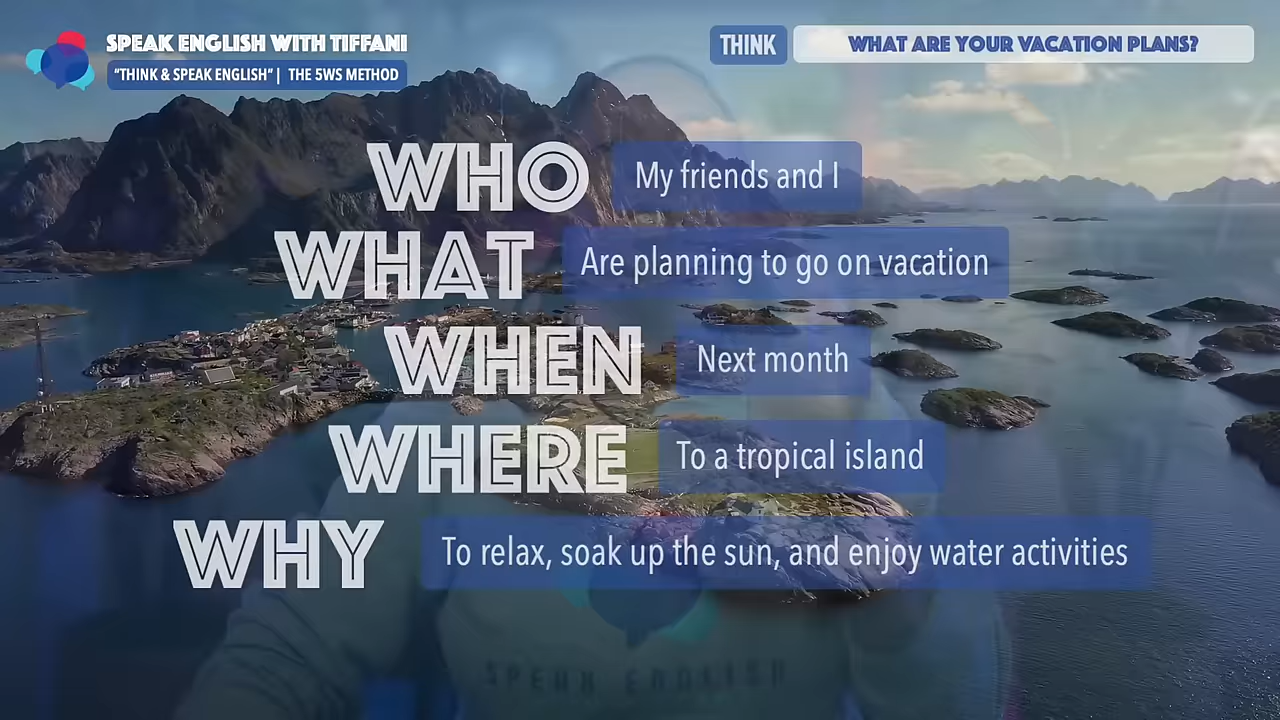 SPEAK ENGLISH WITH TIFFANI
"THINK & SPEAK ENGLISH" | THE 5WS METHOD
THINK WHAT ARE YOUR VACATION PLANS?
WHO My friends and I
WHAT Are planning to go on vacation
WHEN Next month
WHERE To a tropical island
WHY To relax, soak up the sun, and enjoy water activities
SPEAK ENGLISH